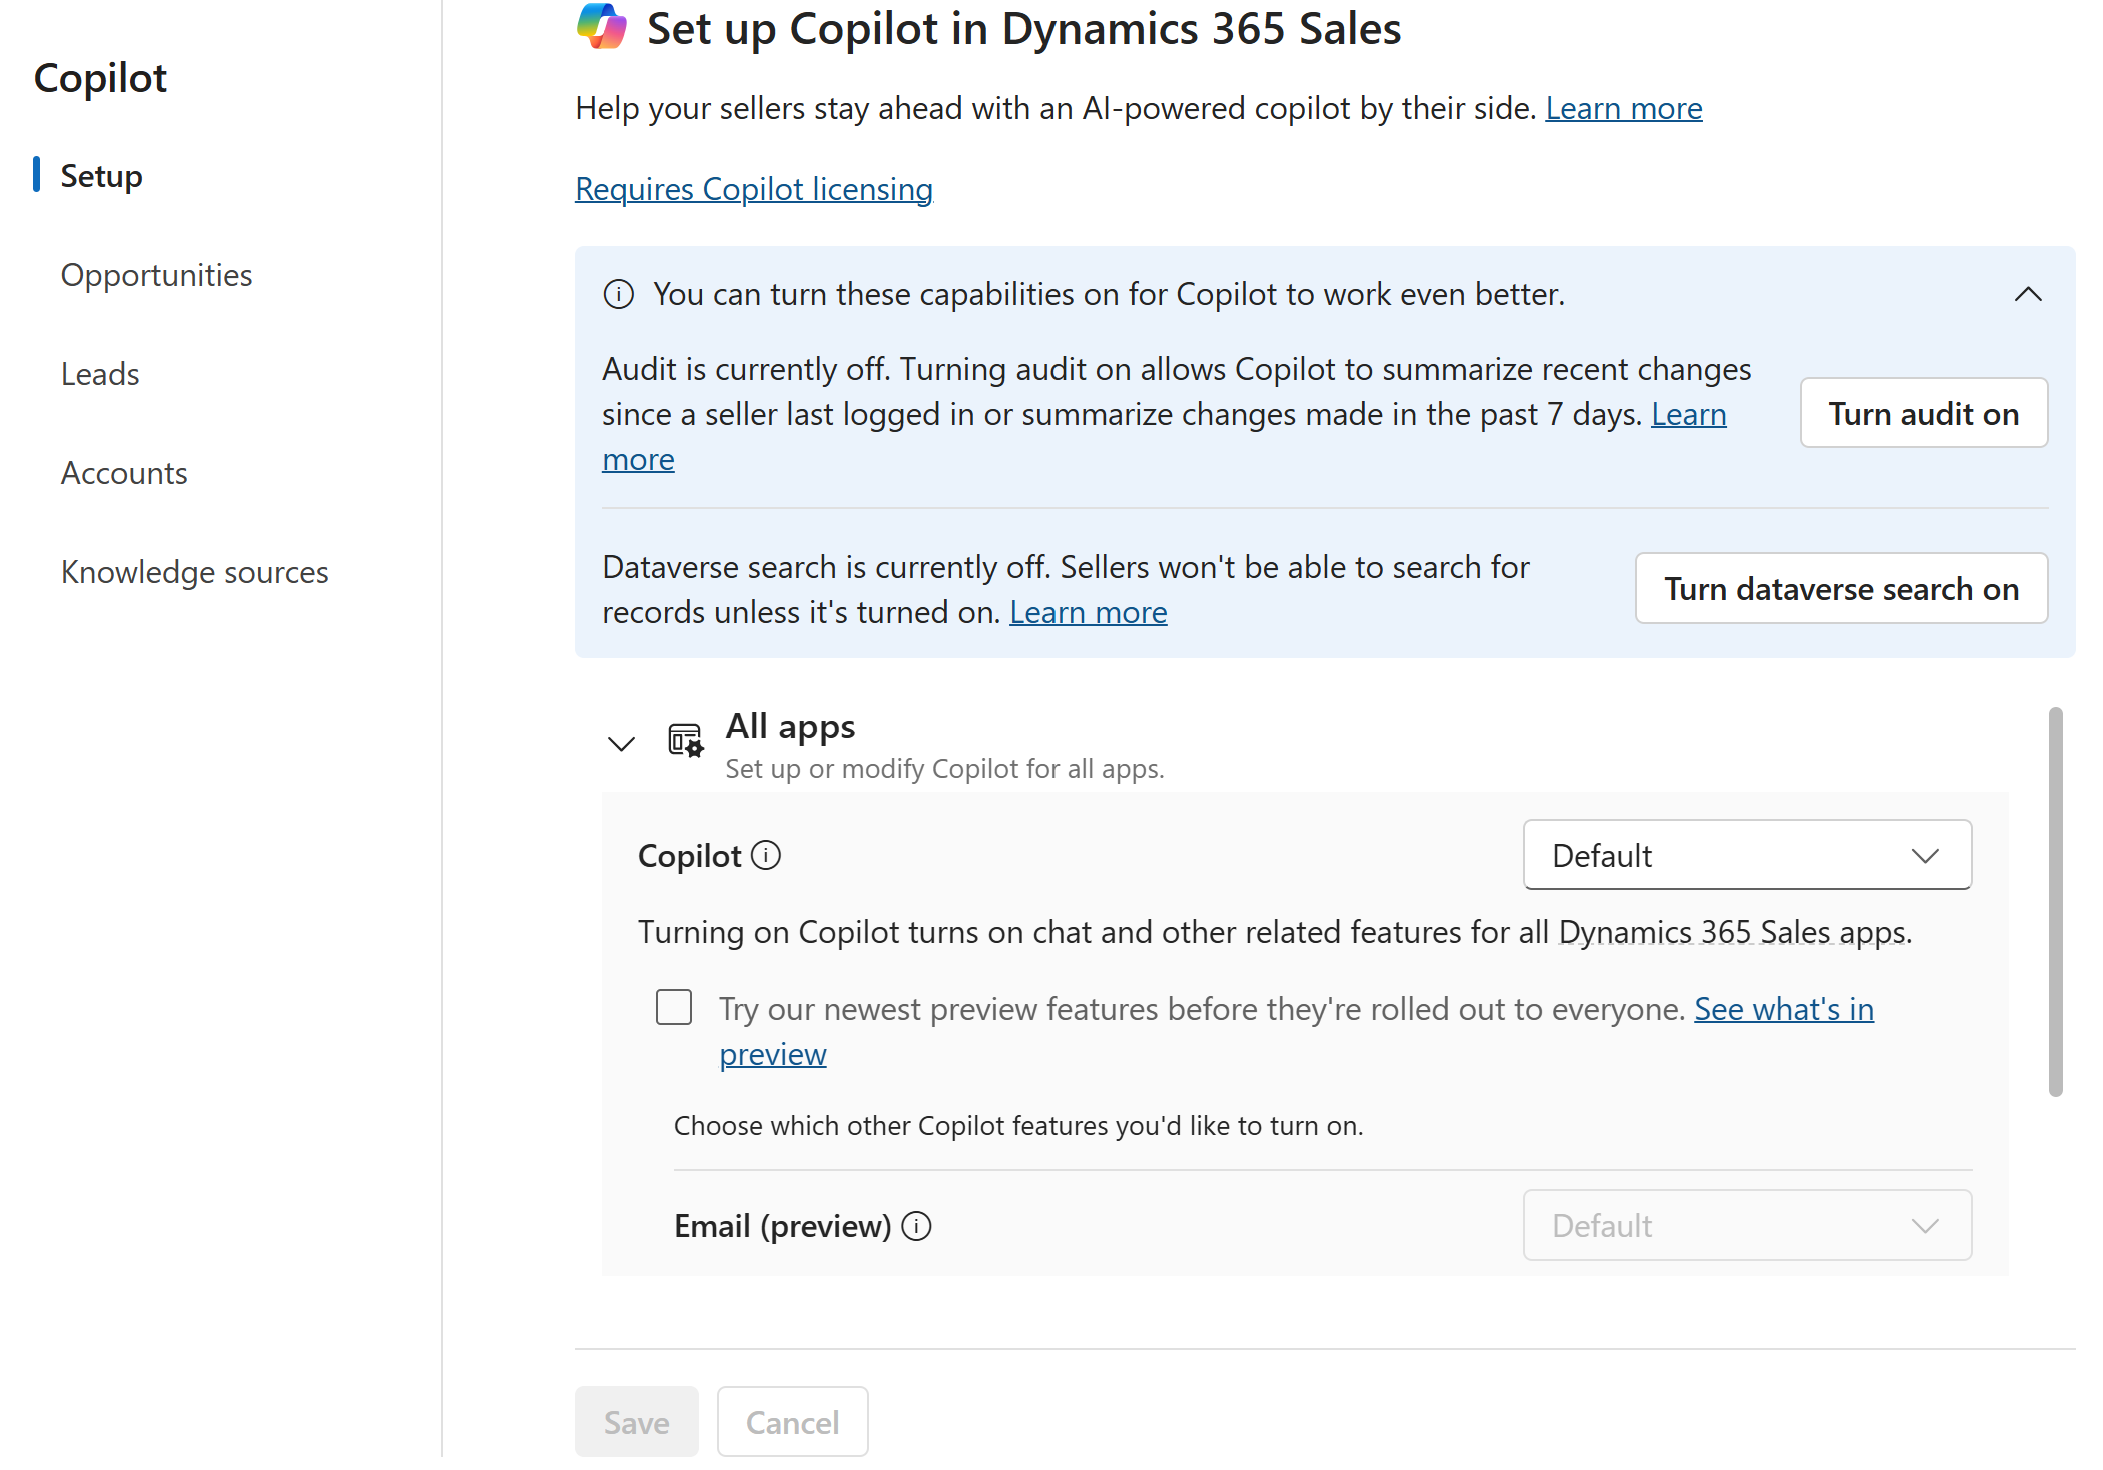 Copilot
Setup
Opportunities
Leads
Accounts
Knowledge sources
Set up Copilot in Dynamics 365 Sales
Help your sellers stay ahead with an AI-powered copilot by their side. Learn more
Requires Copilot licensing
You can turn these capabilities on for Copilot to work even better.
Audit is currently off. Turning audit on allows Copilot to summarize recent changes
since a seller last logged in or summarize changes made in the past 7 days. Learn
more
Turn audit on
Dataverse search is currently off. Sellers won't be able to search for
records unless it's turned on. Learn more
Turn dataverse search on
All apps
Set up or modify Copilot for all apps.
Copilot
Default
Turning on Copilot turns on chat and other related features for all Dynamics 365 Sales apps.
Try our newest preview features before they're rolled out to everyone. See what's in
preview
Choose which other Copilot features you'd like to turn on.
Email (preview)
Default
Save
Cancel